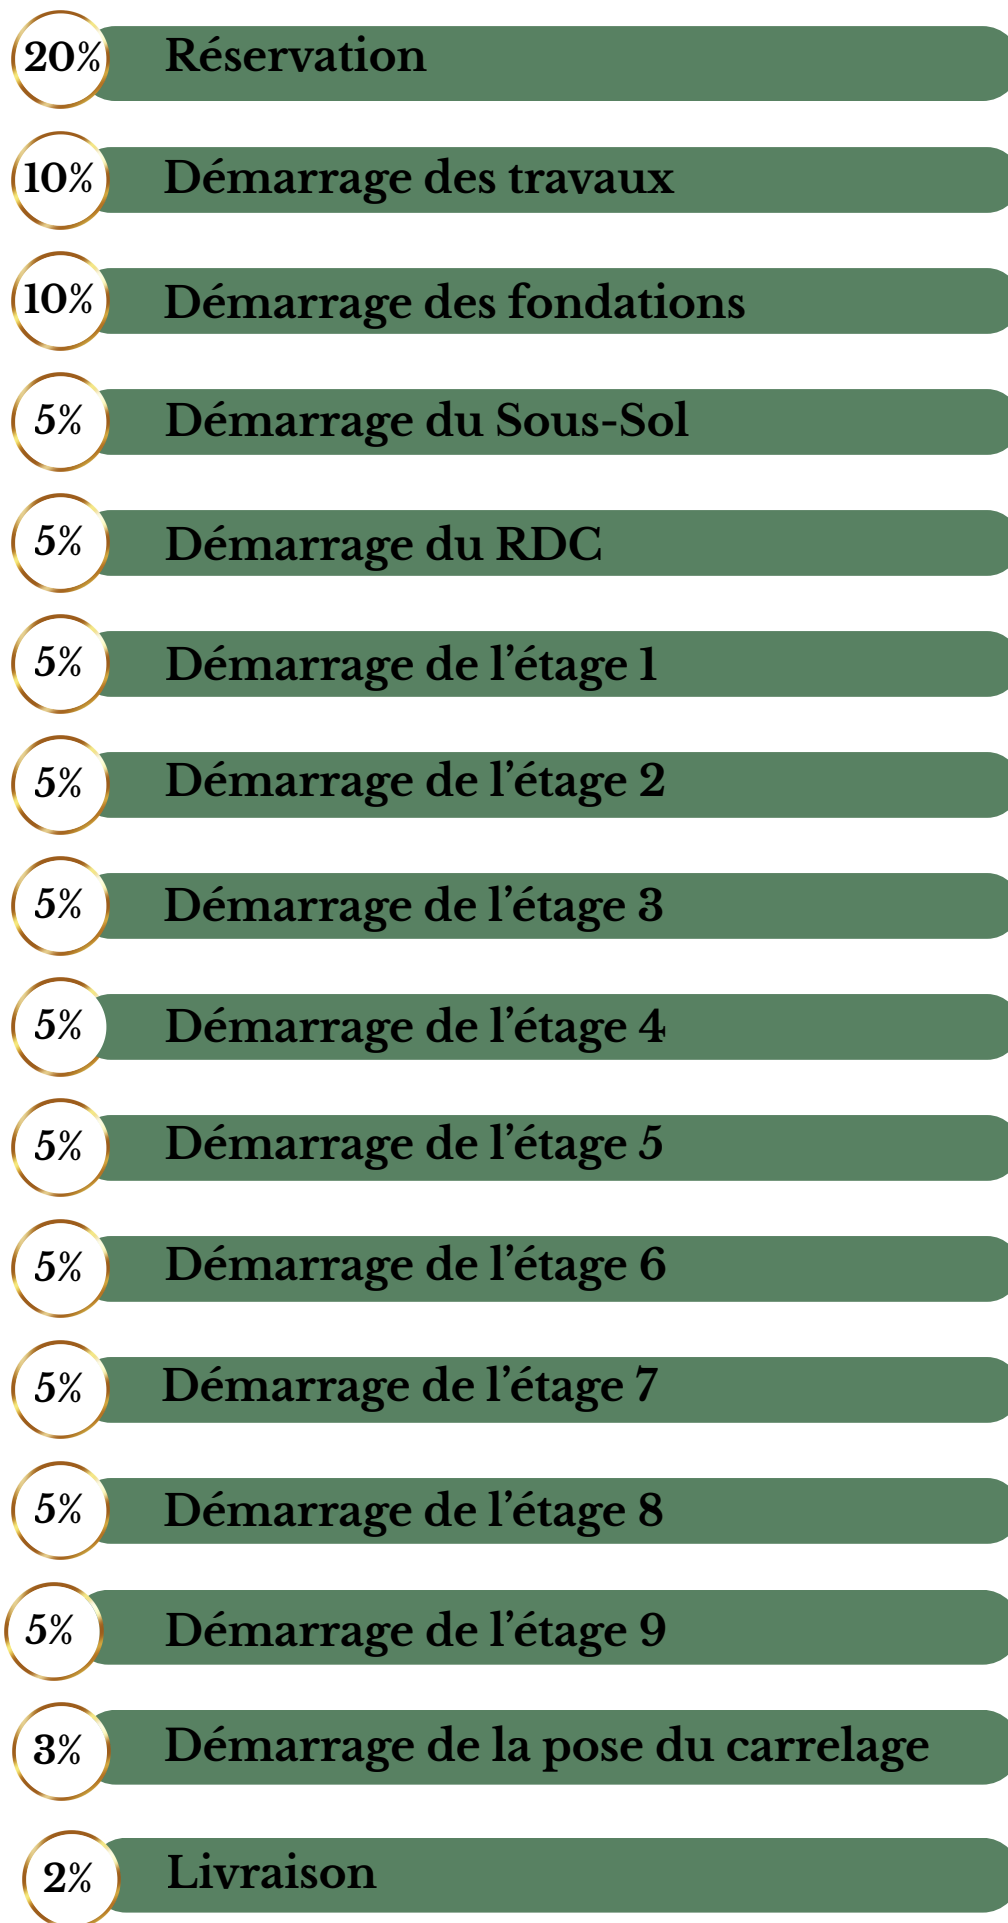 20% Réservation
10% Démarrage des travaux
10% Démarrage des fondations
5% Démarrage du Sous-Sol
5% Démarrage du RDC
5% Démarrage de l’étage 1
5% Démarrage de l’étage 2
5% Démarrage de l’étage 3
5% Démarrage de l’étage 4
5% Démarrage de l’étage 5
5% Démarrage de l’étage 6
5% Démarrage de l’étage 7
5% Démarrage de l’étage 8
5% Démarrage de l’étage 9
3% Démarrage de la pose du carrelage
2% Livraison